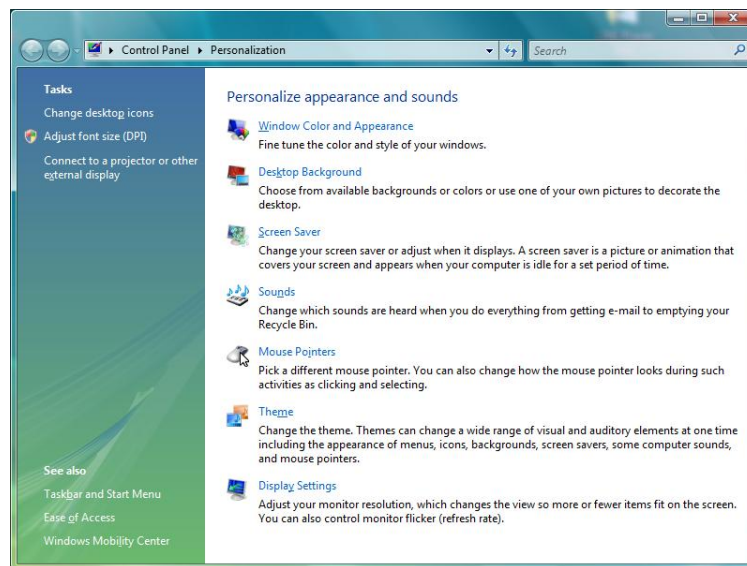 Control Panel ▸ Personalization
Search
Tasks
Change desktop icons
Adjust font size (DPI)
Connect to a projector or other
external display
See also
Taskbar and Start Menu
Ease of Access
Windows Mobility Center
Personalize appearance and sounds
Window Color and Appearance
Fine tune the color and style of your windows.
Desktop Background
Choose from available backgrounds or colors or use one of your own pictures to decorate the
desktop.
Screen Saver
Change your screen saver or adjust when it displays. A screen saver is a picture or animation that
covers your screen and appears when your computer is idle for a set period of time.
Sounds
Change which sounds are heard when you do everything from getting e-mail to emptying your
Recycle Bin.
Mouse Pointers
Pick a different mouse pointer. You can also change how the mouse pointer looks during such
activities as clicking and selecting.
Theme
Change the theme. Themes can change a wide range of visual and auditory elements at one time
including the appearance of menus, icons, backgrounds, screen savers, some computer sounds,
and mouse pointers.
Display Settings
Adjust your monitor resolution, which changes the view so more or fewer items fit on the screen.
You can also control monitor flicker (refresh rate).